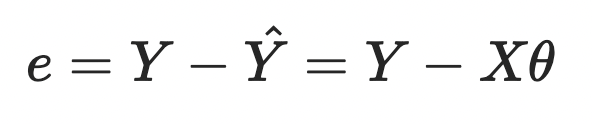 e = Y − Ŷ = Y − Xθ